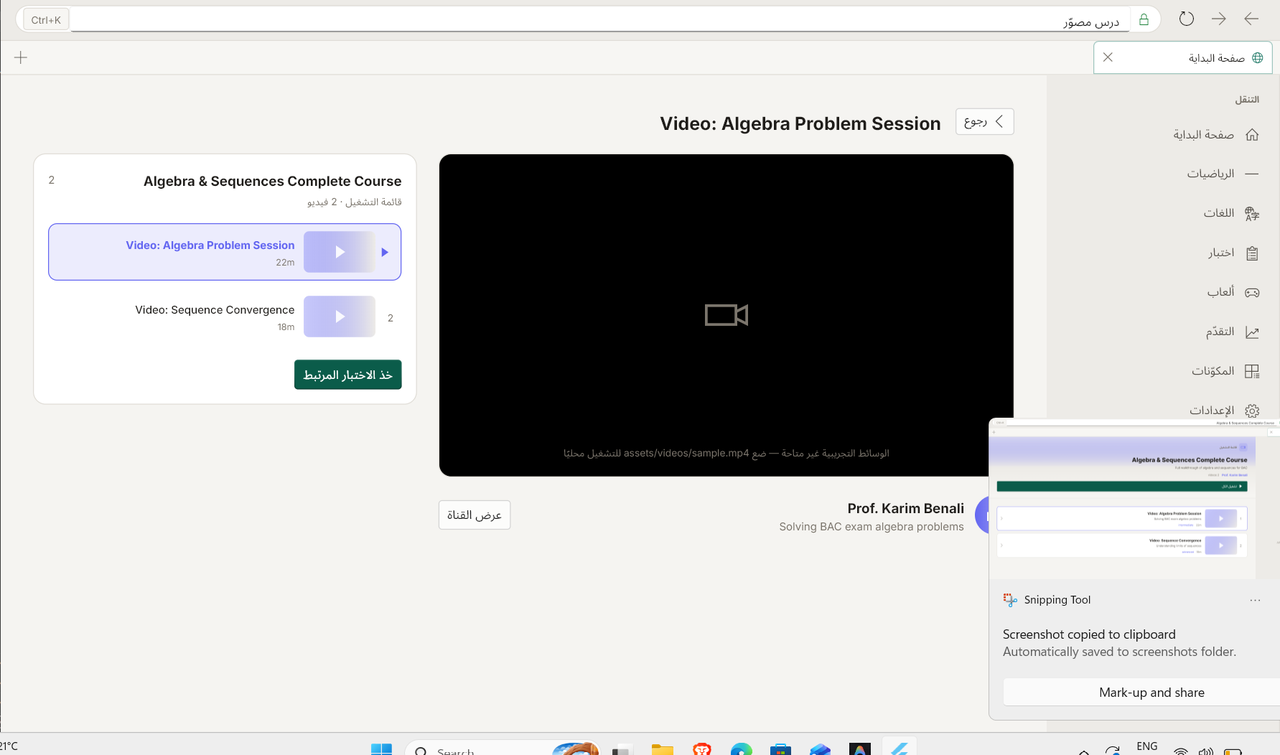 Ctrl+K
درس مصوّر
صفحة البداية
التنقل
صفحة البداية
الرياضيات
اللغات
اختبار
ألعاب
التقدّم
المكوّنات
الإعدادات
رجوع
Video: Algebra Problem Session
الوسائط التجريبية غير متاحة — ضع assets/videos/sample.mp4 للتشغيل محليًا
Prof. Karim Benali
Solving BAC exam algebra problems
عرض القناة
Algebra & Sequences Complete Course
2
قائمة التشغيل · 2 فيديو
Video: Algebra Problem Session
22m
2
Video: Sequence Convergence
18m
خذ الاختبار المرتبط
Algebra & Sequences Complete Course
Algebra & Sequences Complete Course
Video: Algebra Problem Session
Video: Sequence Convergence
Snipping Tool
Screenshot copied to clipboard
Automatically saved to screenshots folder.
Mark-up and share
21°C
Search
ENG